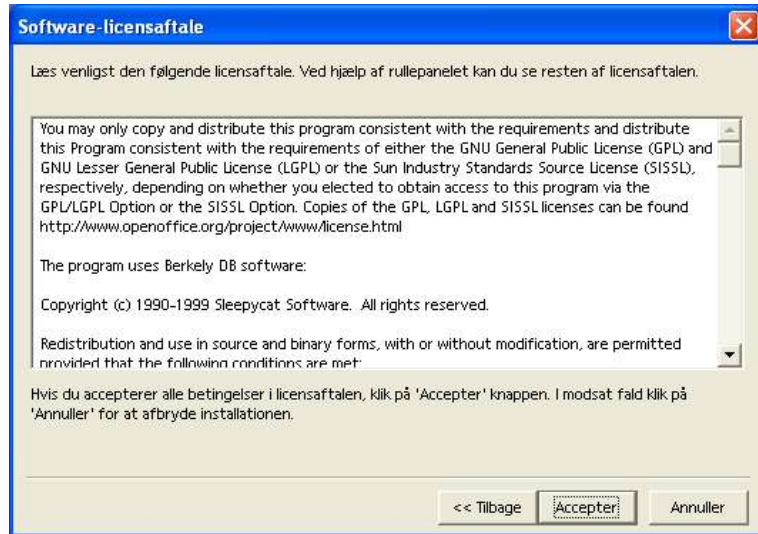 Software-licensaftale
Læs venligst den følgende licensaftale. Ved hjælp af rullepanelet kan du se resten af licensaftalen.
You may only copy and distribute this program consistent with the requirements and distribute
this Program consistent with the requirements of either the GNU General Public License (GPL) and
GNU Lesser General Public License (LGPL) or the Sun Industry Standards Source License (SISSL),
respectively, depending on whether you elected to obtain access to this program via the
GPL/LGPL Option or the SISSL Option. Copies of the GPL, LGPL and SISSL licenses can be found
http://www.openoffice.org/project/www/license.html
The program uses Berkely DB software:
Copyright (c) 1990-1999 Sleepycat Software.  All rights reserved.
Redistribution and use in source and binary forms, with or without modification, are permitted
provided that the following conditions are met:
Hvis du accepterer alle betingelser i licensaftalen, klik på 'Accepter' knappen. I modsat fald klik på
'Annuller' for at afbryde installationen.
<< Tilbage Accepter Annuller